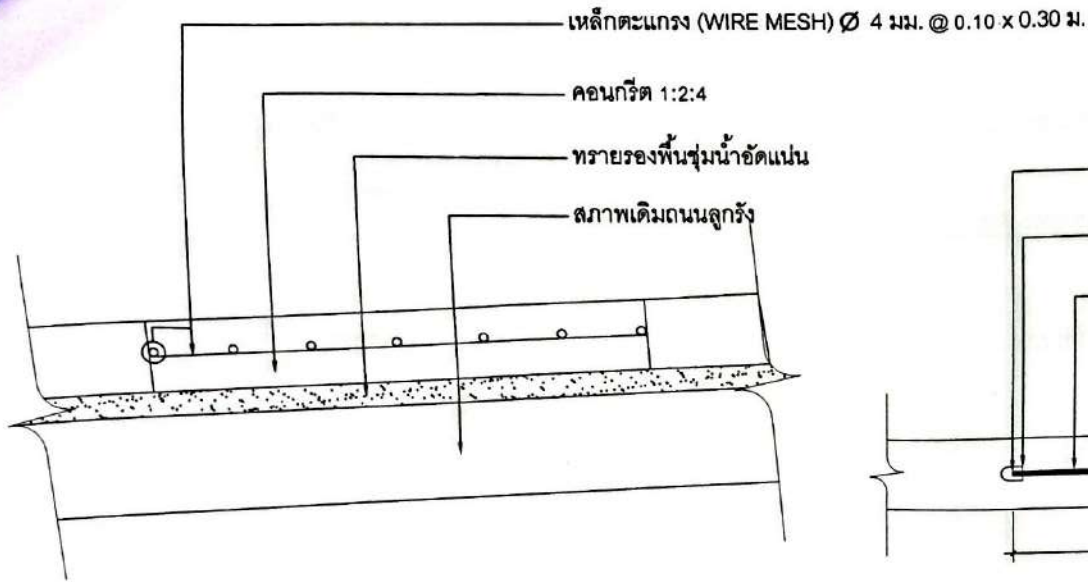 เหล็กตะแกรง (WIRE MESH) Ø 4 มม. @ 0.10 x 0.30 ม.
คอนกรีต 1:2:4
ทรายรองพื้นชุ่มน้ำอัดแน่น
สภาพเดิมถนนลูกรัง